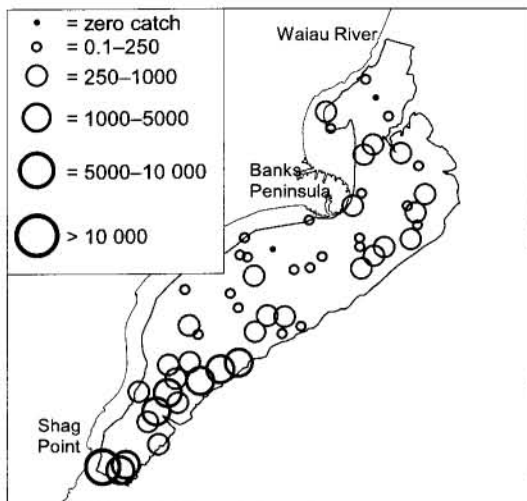 = zero catch
= 0.1–250
= 250–1000
= 1000–5000
= 5000–10 000
> 10 000
Waiau River
Banks
Peninsula
Shag
Point